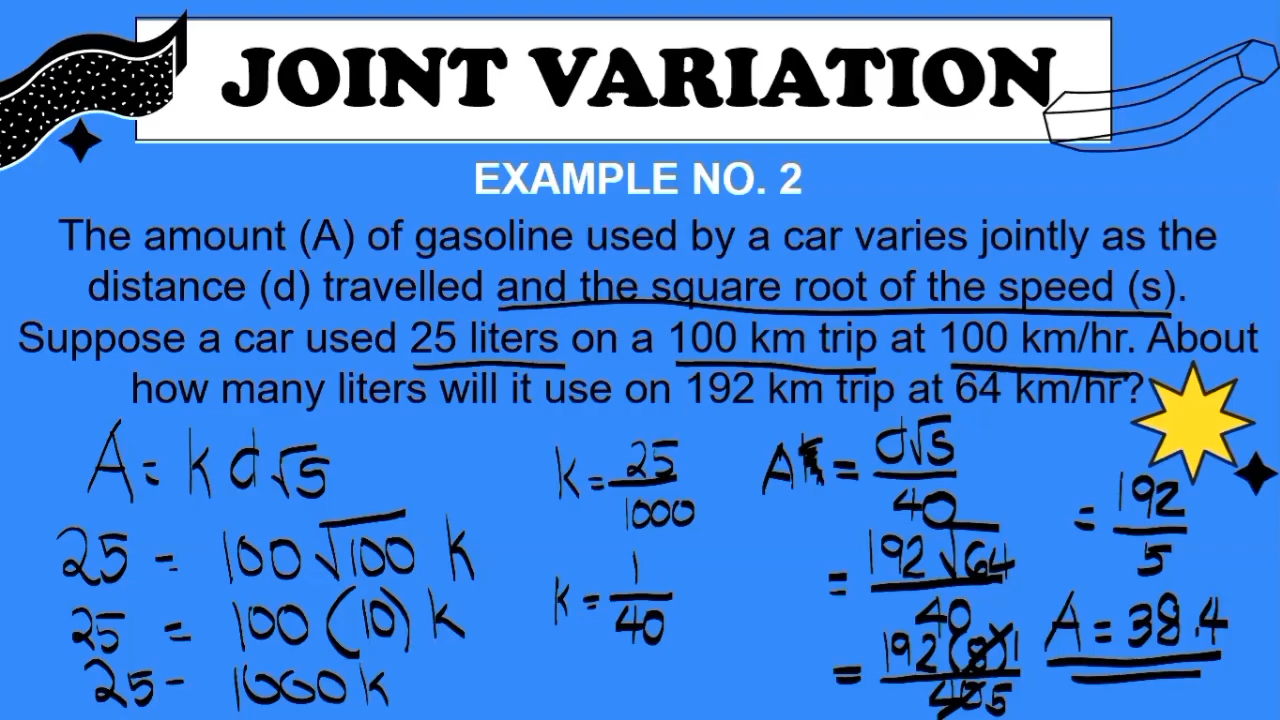 JOINT VARIATION
EXAMPLE NO. 2
The amount (A) of gasoline used by a car varies jointly as the
distance (d) travelled and the square root of the speed (s).
Suppose a car used 25 liters on a 100 km trip at 100 km/hr. About
how many liters will it use on 192 km trip at 64 km/hr?
A = k d√s
25 = 100√100 k
25 = 100 (10) k
25 = 1000 k
k = 25/1000
k = 1/40
A = d√s/40
= 192√64/40
= 192(8)1/40 5
= 192/5
A = 38.4